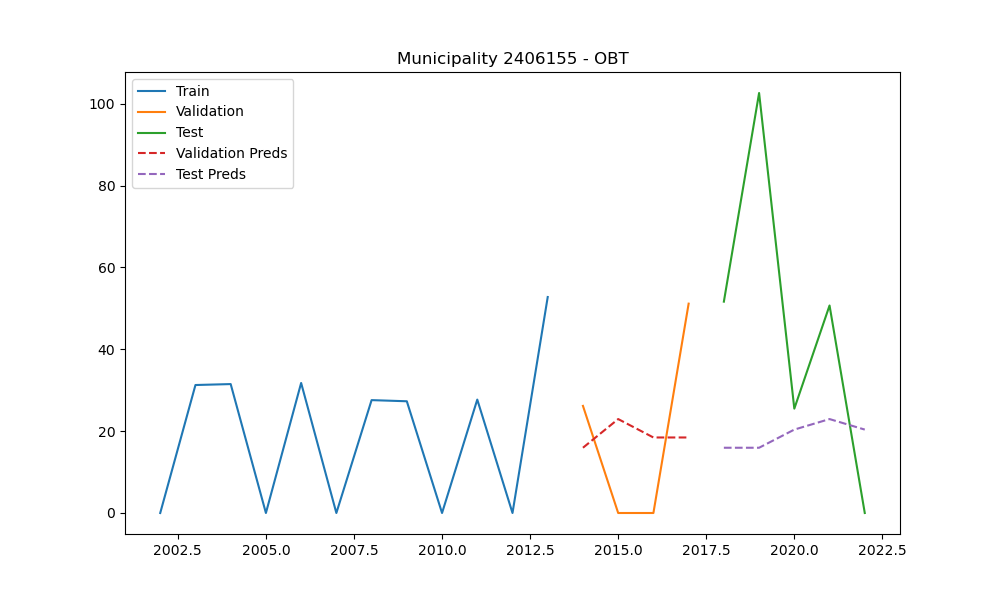 Municipality 2406155 - OBT
Train
Validation
Test
Validation Preds
Test Preds
100
80
60
40
20
0
2002.5 2005.0 2007.5 2010.0 2012.5 2015.0 2017.5 2020.0 2022.5